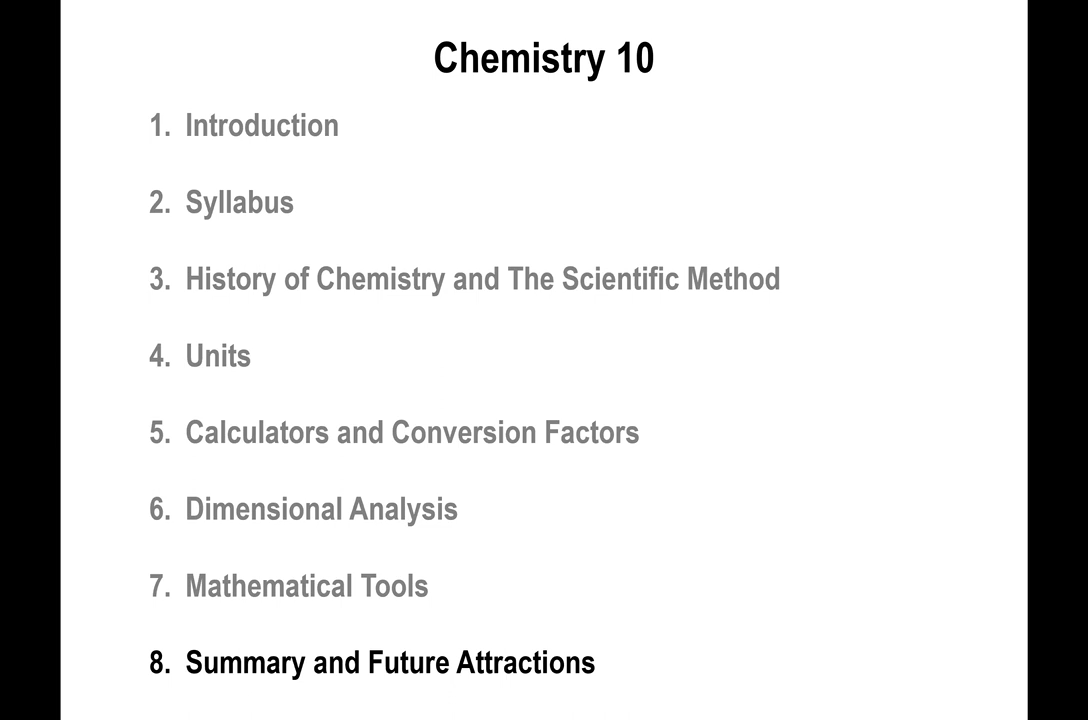 Chemistry 10
1. Introduction
2. Syllabus
3. History of Chemistry and The Scientific Method
4. Units
5. Calculators and Conversion Factors
6. Dimensional Analysis
7. Mathematical Tools
8. Summary and Future Attractions